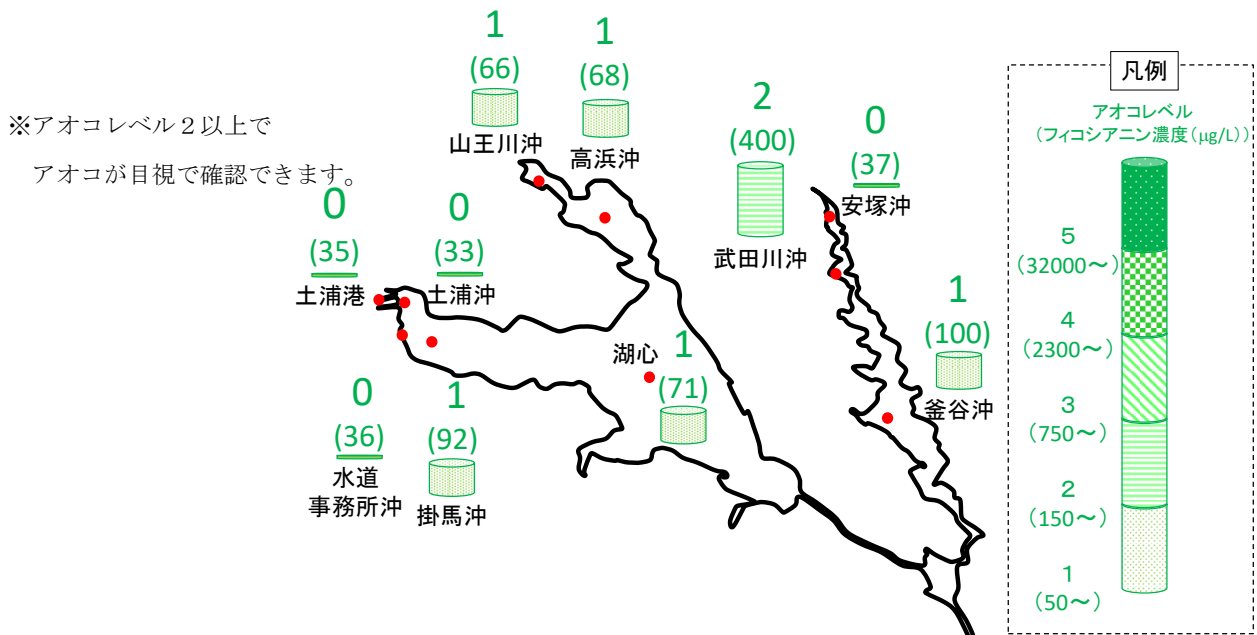 ※アオコレベル２以上で
アオコが目視で確認できます。
1
(66)
山王川沖
1
(68)
高浜沖
2
(400)
武田川沖
0
(37)
安塚沖
0
(35)
土浦港
0
(33)
土浦沖
1
(100)
釜谷沖
湖心
1
(71)
0
(36)
水道
事務所沖
1
(92)
掛馬沖
凡例
アオコレベル
(フィコシアニン濃度(μg/L))
5
(32000～)
4
(2300～)
3
(750～)
2
(150～)
1
(50～)